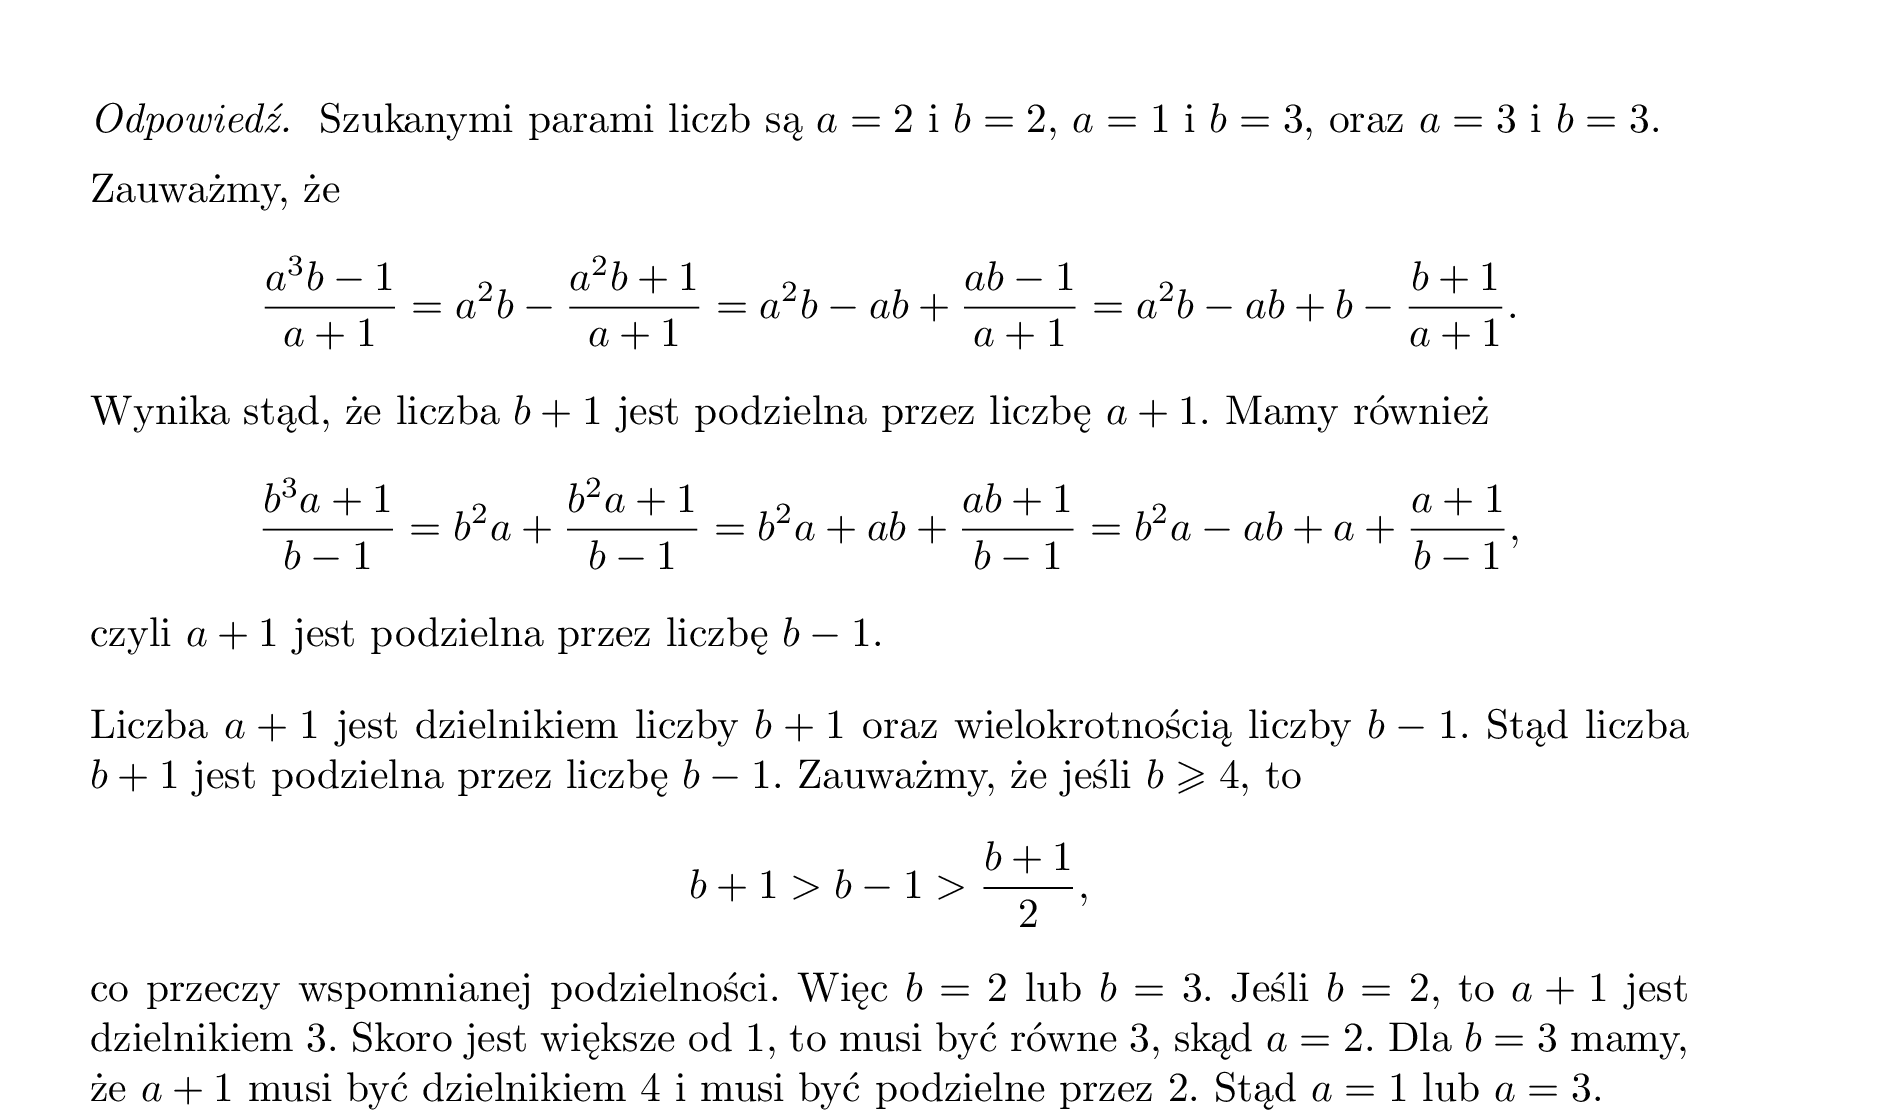 Odpowiedź. Szukanymi parami liczb są a = 2 i b = 2, a = 1 i b = 3, oraz a = 3 i b = 3.
Zauważmy, że
\frac{a^3b − 1}{a + 1} = a^2b − \frac{a^2b + 1}{a + 1} = a^2b − ab + \frac{ab − 1}{a + 1} = a^2b − ab + b − \frac{b + 1}{a + 1}.
Wynika stąd, że liczba b + 1 jest podzielna przez liczbę a + 1. Mamy również
\frac{b^3a + 1}{b − 1} = b^2a + \frac{b^2a + 1}{b − 1} = b^2a + ab + \frac{ab + 1}{b − 1} = b^2a − ab + a + \frac{a + 1}{b − 1},
czyli a + 1 jest podzielna przez liczbę b − 1.
Liczba a + 1 jest dzielnikiem liczby b + 1 oraz wielokrotnością liczby b − 1. Stąd liczba
b + 1 jest podzielna przez liczbę b − 1. Zauważmy, że jeśli b ⩾ 4, to
b + 1 > b − 1 > \frac{b + 1}{2},
co przeczy wspomnianej podzielności. Więc b = 2 lub b = 3. Jeśli b = 2, to a + 1 jest
dzielnikiem 3. Skoro jest większe od 1, to musi być równe 3, skąd a = 2. Dla b = 3 mamy,
że a + 1 musi być dzielnikiem 4 i musi być podzielne przez 2. Stąd a = 1 lub a = 3.